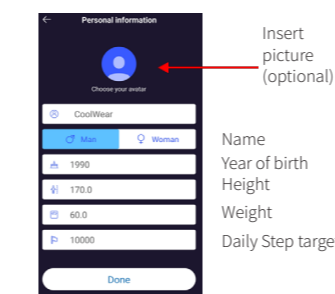 Personal information
Insert
picture
(optional)
Choose your avatar
CoolWear
Man Woman
Name
1990
Year of birth
170.0
Height
60.0
Weight
10000
Daily Step targe
Done